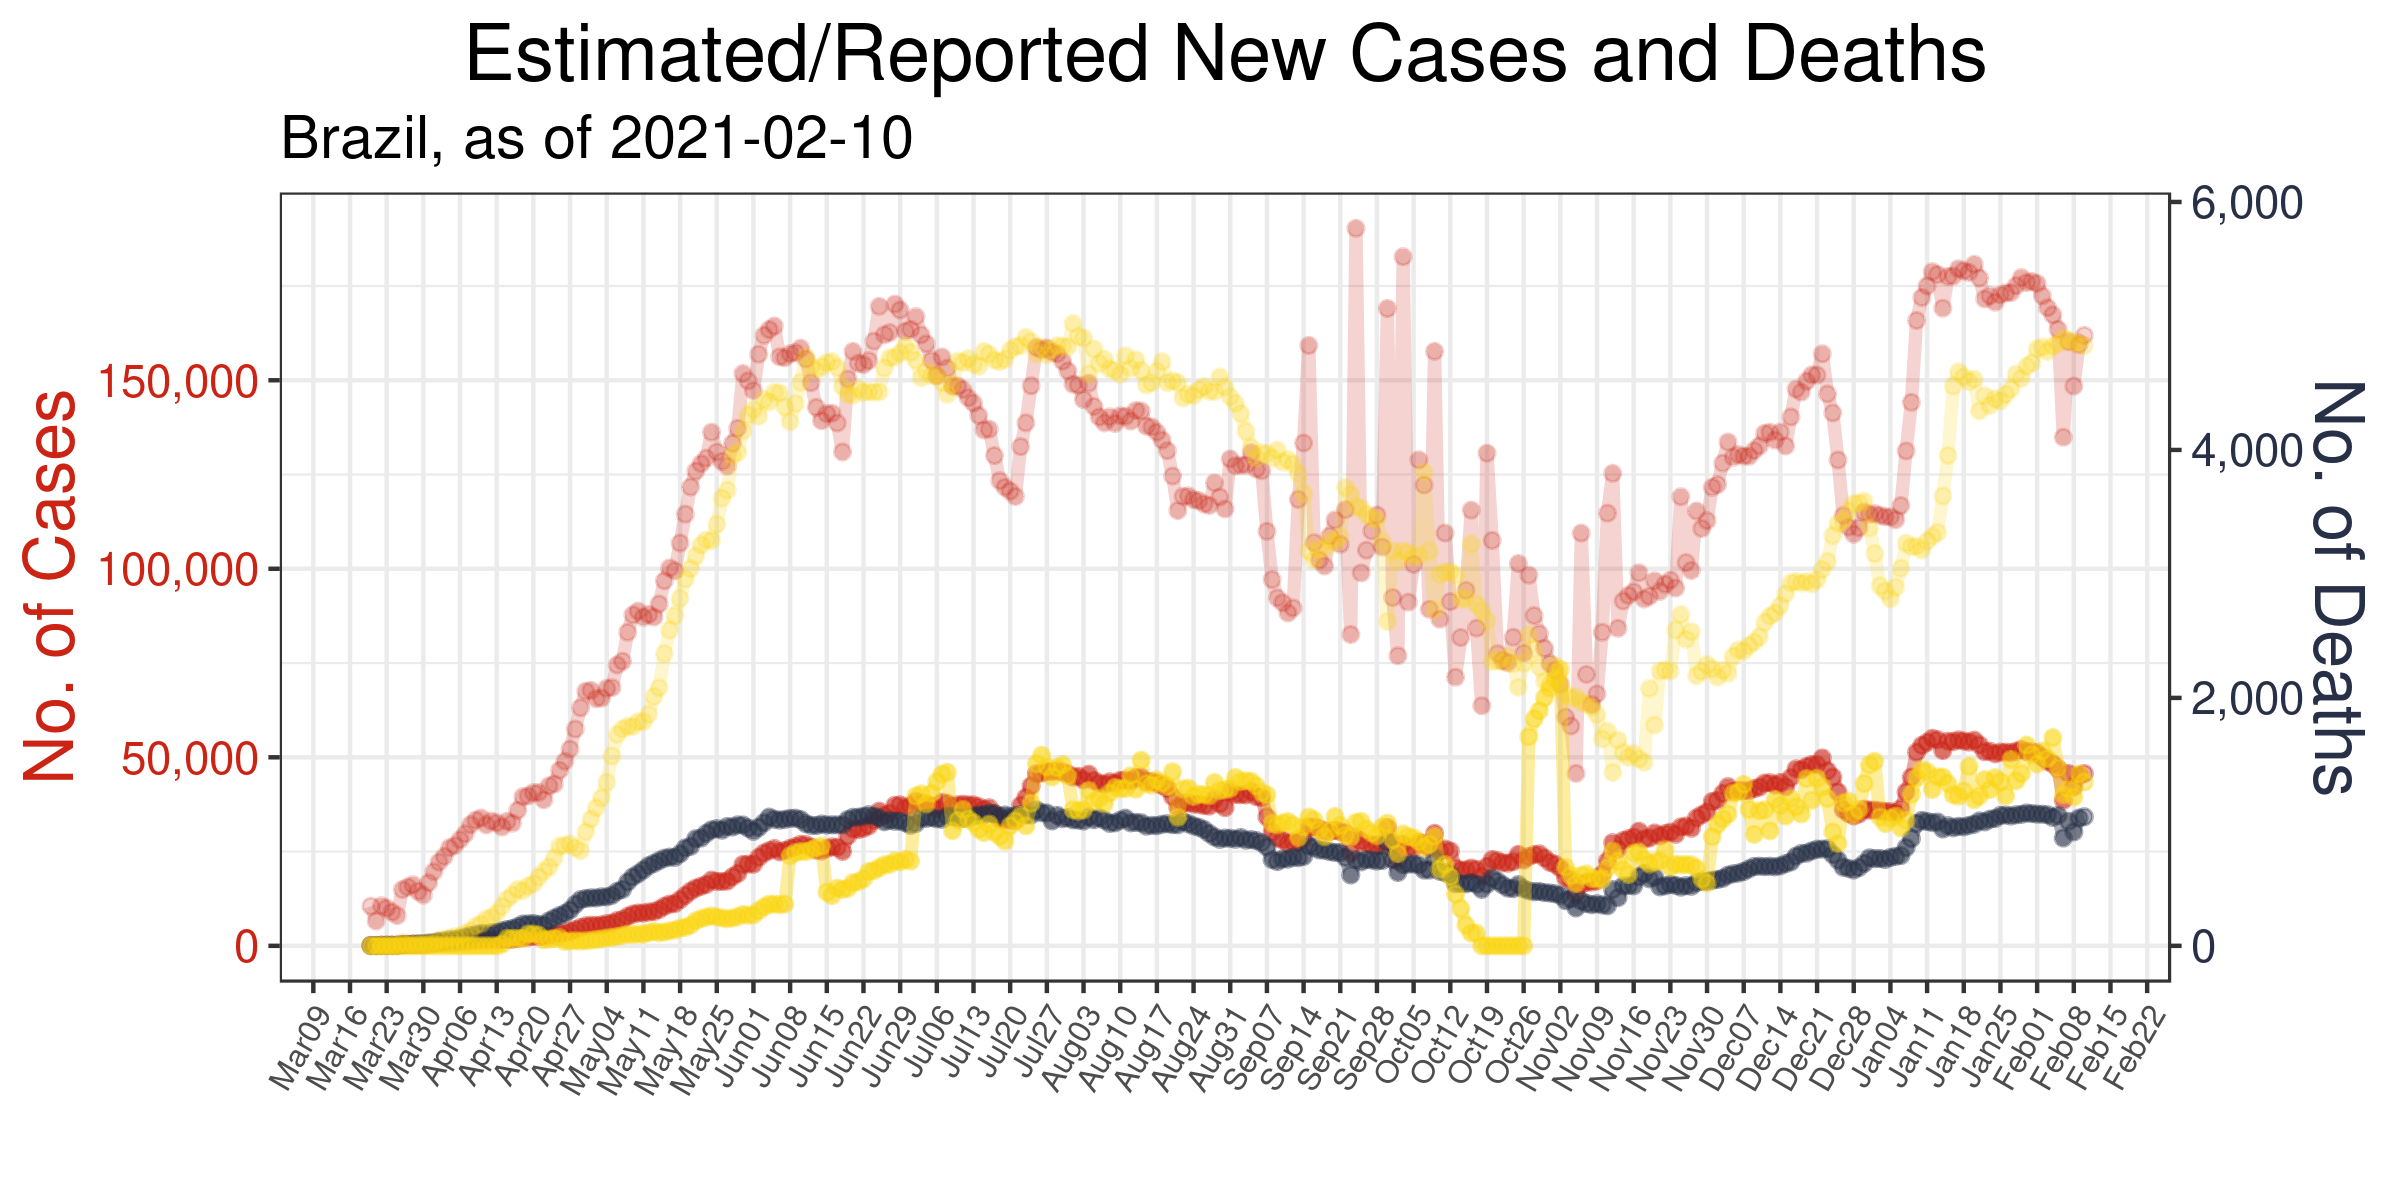 Estimated/Reported New Cases and Deaths
Brazil, as of 2021-02-10
No. of Cases
150,000
100,000
50,000
0
6,000
4,000
2,000
0
No. of Deaths
Mar09
Mar16
Mar23
Mar30
Apr06
Apr13
Apr20
Apr27
May04
May11
May18
May25
Jun01
Jun08
Jun15
Jun22
Jun29
Jul06
Jul13
Jul20
Jul27
Aug03
Aug10
Aug17
Aug24
Aug31
Sep07
Sep14
Sep21
Sep28
Oct05
Oct12
Oct19
Oct26
Nov02
Nov09
Nov16
Nov23
Nov30
Dec07
Dec14
Dec21
Dec28
Jan04
Jan11
Jan18
Jan25
Feb01
Feb08
Feb15
Feb22